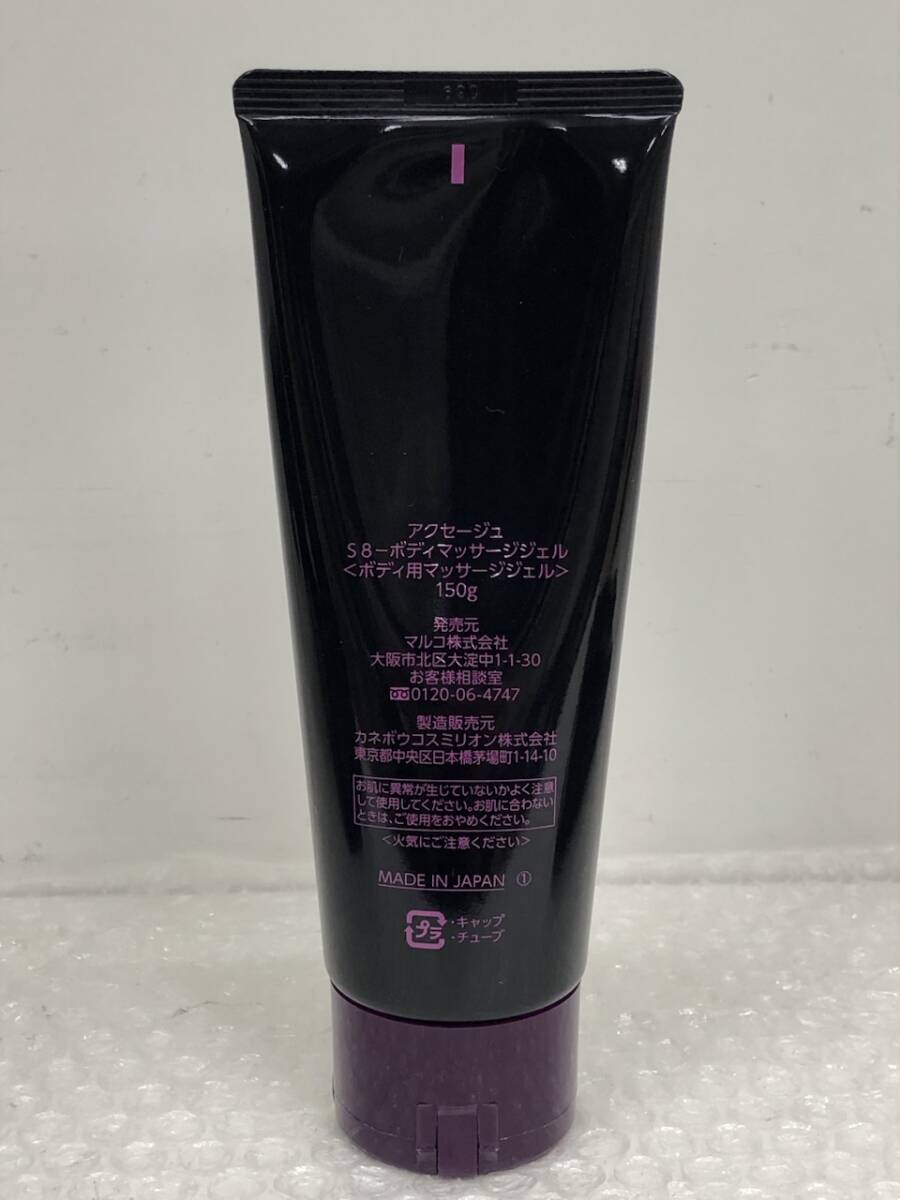 アクセージュ
S8-ボディマッサージジェル
<ボディ用マッサージジェル>
150g
発売元
マルコ株式会社
大阪市北区大淀中1-1-30
お客様相談室
0120-06-4747
製造販売元
カネボウコスミリオン株式会社
東京都中央区日本橋茅場町1-14-10
お肌に異常が生じていないかよく注意
して使用してください。お肌に合わない
ときは、ご使用をおやめください。
<火気にご注意ください>
MADE IN JAPAN ①
プラ ・キャップ
・チューブ